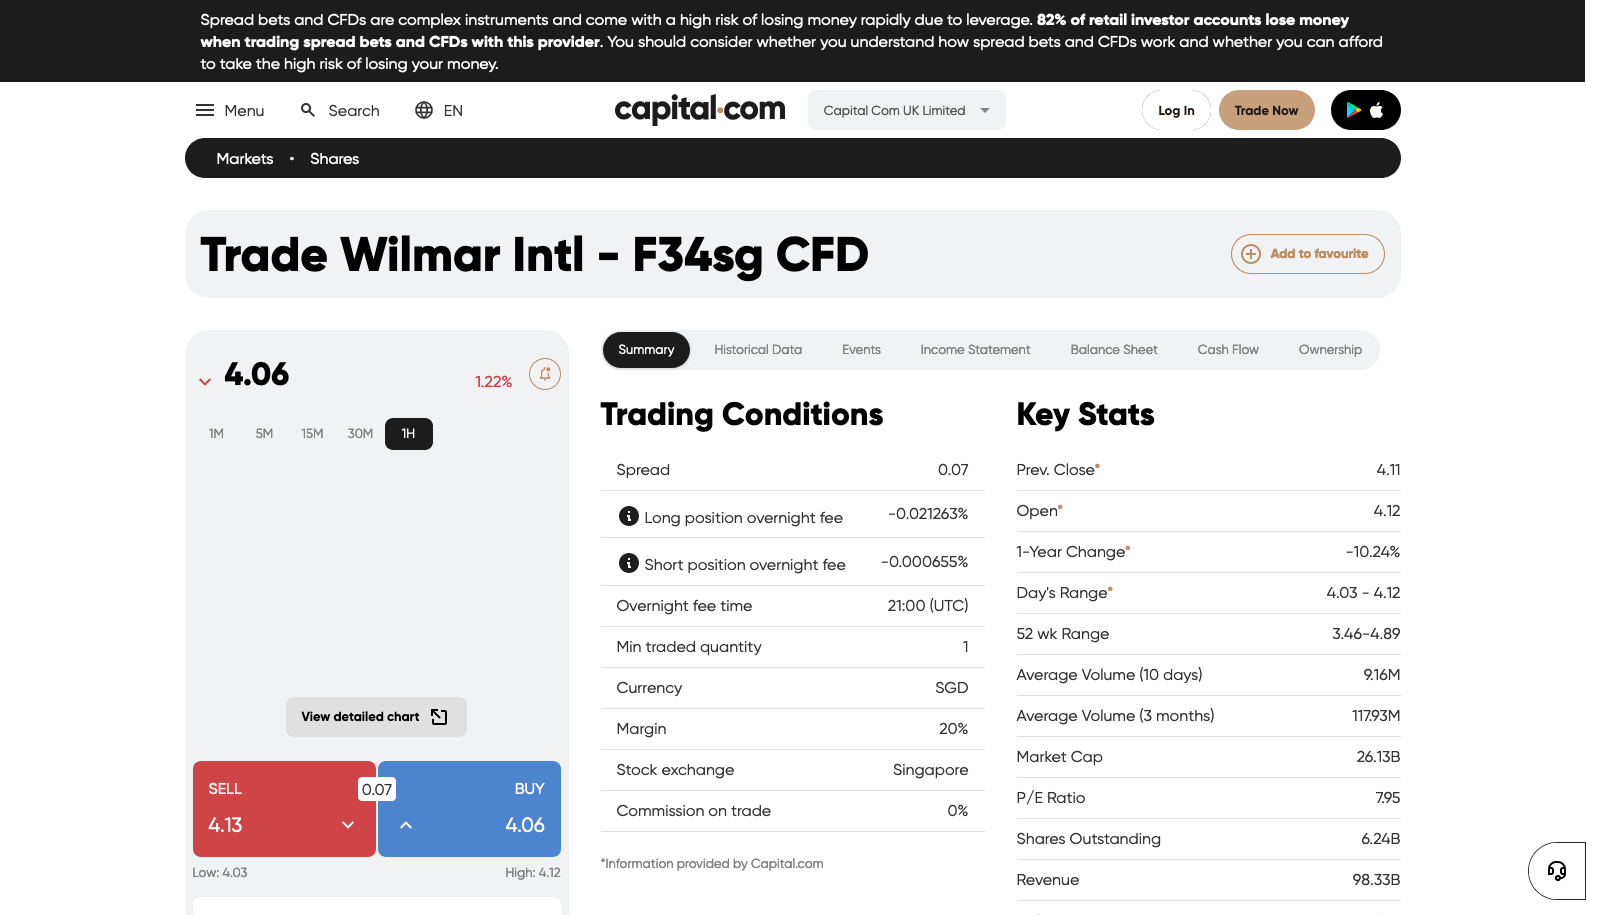 Spread bets and CFDs are complex instruments and come with a high risk of losing money rapidly due to leverage. 82% of retail investor accounts lose money
when trading spread bets and CFDs with this provider. You should consider whether you understand how spread bets and CFDs work and whether you can afford
to take the high risk of losing your money.
Menu Search EN capital.com Capital Com UK Limited Log In Trade Now
Markets • Shares
Trade Wilmar Intl - F34sg CFD
Add to favourite
4.06
1.22%
1M 5M 15M 30M 1H
View detailed chart
SELL 0.07 BUY
4.13 4.06
Low: 4.03 High: 4.12
Summary Historical Data Events Income Statement Balance Sheet Cash Flow Ownership
Trading Conditions
Spread 0.07
Long position overnight fee -0.021263%
Short position overnight fee -0.000655%
Overnight fee time 21:00 (UTC)
Min traded quantity 1
Currency SGD
Margin 20%
Stock exchange Singapore
Commission on trade 0%
*Information provided by Capital.com
Key Stats
Prev. Close* 4.11
Open* 4.12
1-Year Change* -10.24%
Day's Range* 4.03 - 4.12
52 wk Range 3.46-4.89
Average Volume (10 days) 9.16M
Average Volume (3 months) 117.93M
Market Cap 26.13B
P/E Ratio 7.95
Shares Outstanding 6.24B
Revenue 98.33B